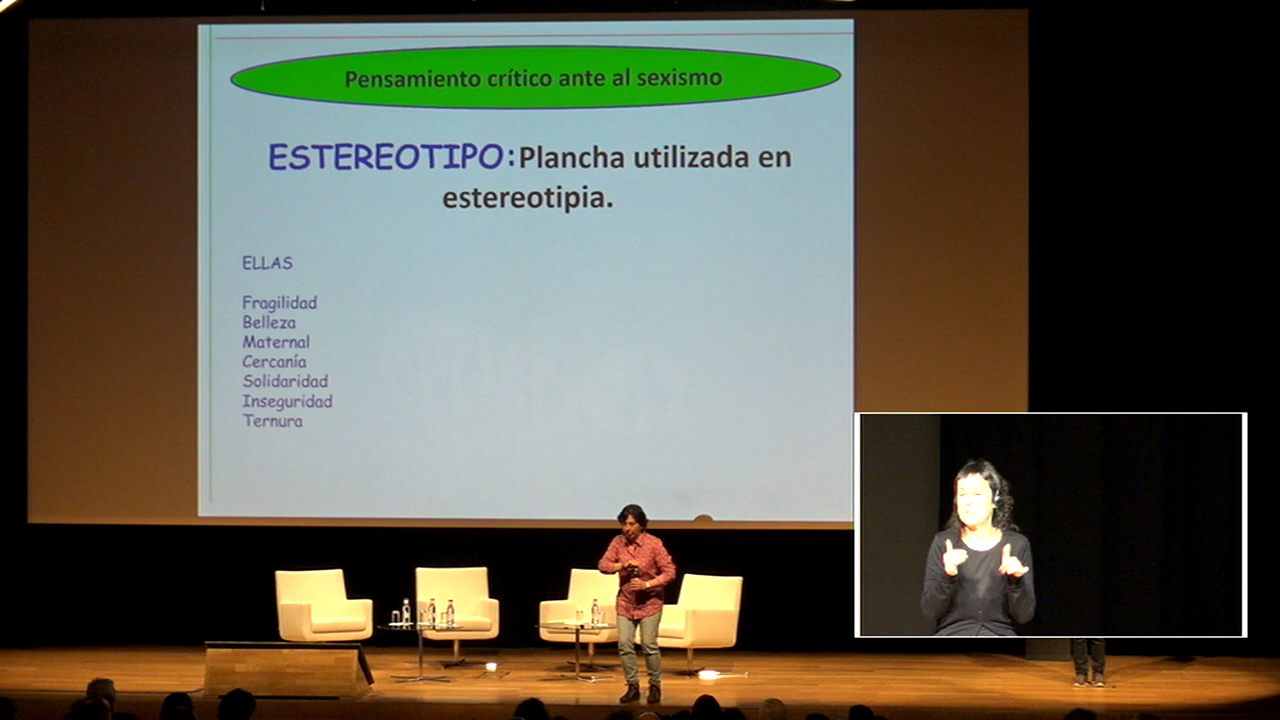 Pensamiento crítico ante al sexismo
ESTEREOTIPO: Plancha utilizada en
estereotipia.
ELLAS
Fragilidad
Belleza
Maternal
Cercanía
Solidaridad
Inseguridad
Ternura